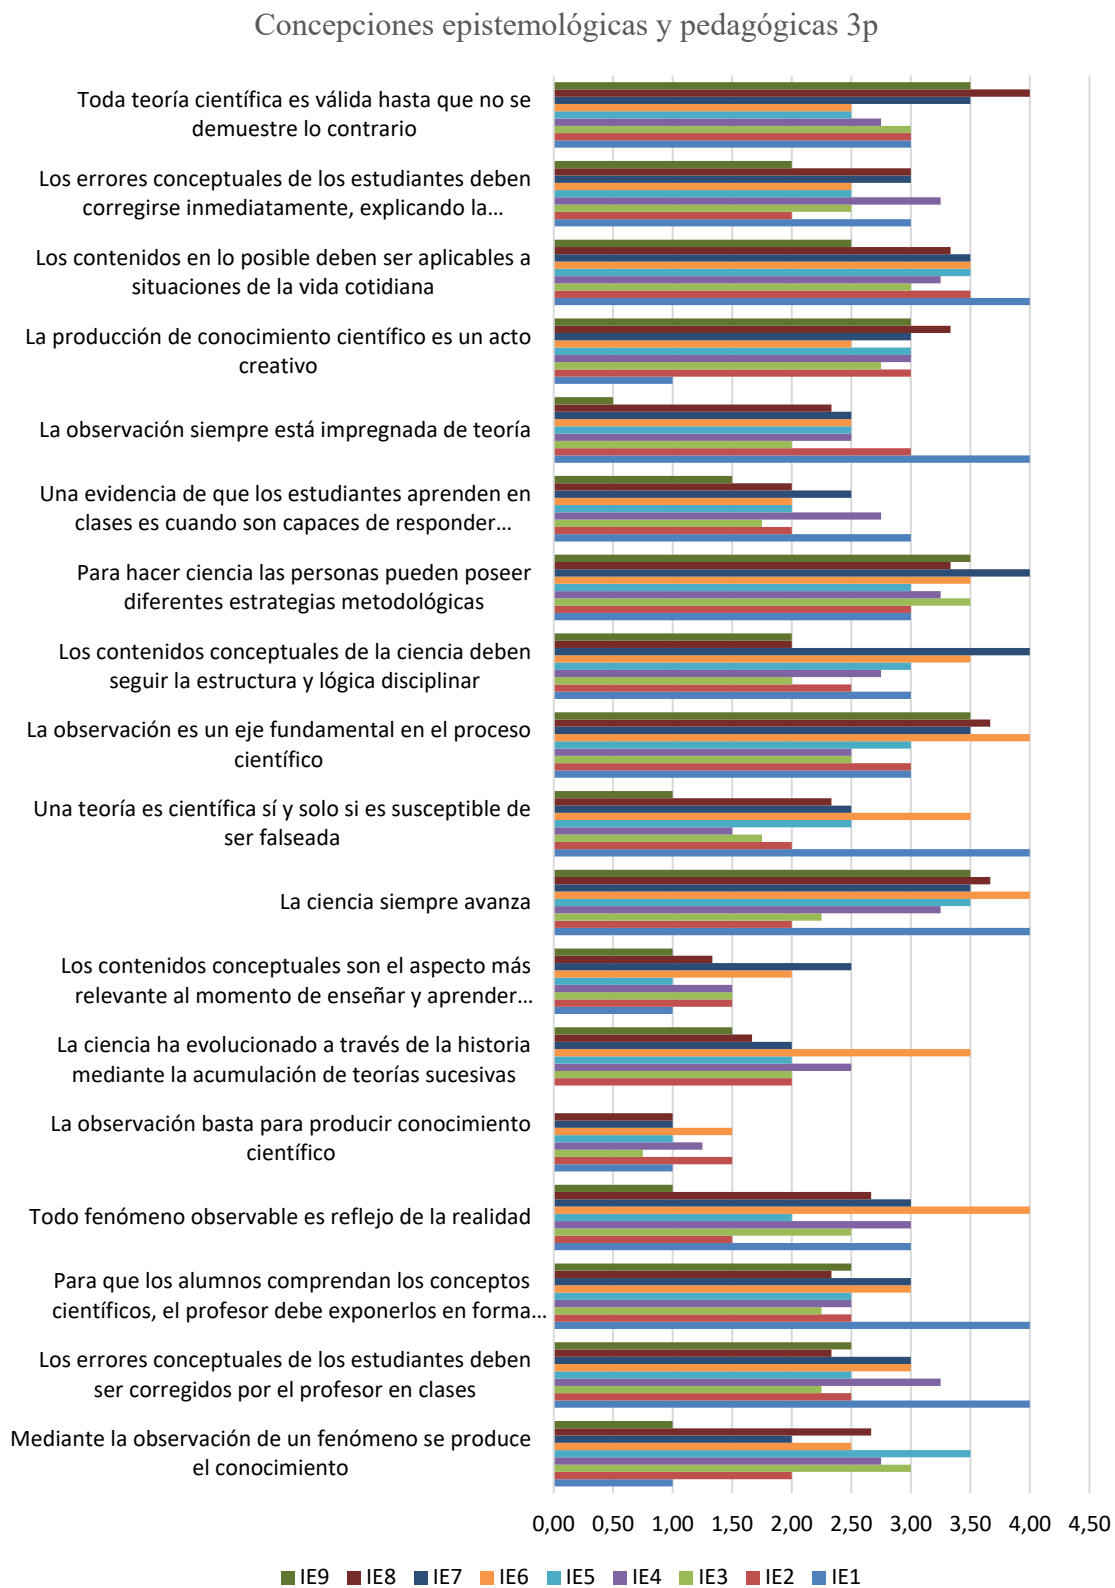 Concepciones epistemológicas y pedagógicas 3p
Toda teoría científica es válida hasta que no se
demuestre lo contrario
Los errores conceptuales de los estudiantes deben
corregirse inmediatamente, explicando la…
Los contenidos en lo posible deben ser aplicables a
situaciones de la vida cotidiana
La producción de conocimiento científico es un acto
creativo
La observación siempre está impregnada de teoría
Una evidencia de que los estudiantes aprenden en
clases es cuando son capaces de responder…
Para hacer ciencia las personas pueden poseer
diferentes estrategias metodológicas
Los contenidos conceptuales de la ciencia deben
seguir la estructura y lógica disciplinar
La observación es un eje fundamental en el proceso
científico
Una teoría es científica sí y solo si es susceptible de
ser falseada
La ciencia siempre avanza
Los contenidos conceptuales son el aspecto más
relevante al momento de enseñar y aprender…
La ciencia ha evolucionado a través de la historia
mediante la acumulación de teorías sucesivas
La observación basta para producir conocimiento
científico
Todo fenómeno observable es reflejo de la realidad
Para que los alumnos comprendan los conceptos
científicos, el profesor debe exponerlos en forma…
Los errores conceptuales de los estudiantes deben
ser corregidos por el profesor en clases
Mediante la observación de un fenómeno se produce
el conocimiento
0,00 0,50 1,00 1,50 2,00 2,50 3,00 3,50 4,00 4,50
IE9 IE8 IE7 IE6 IE5 IE4 IE3 IE2 IE1